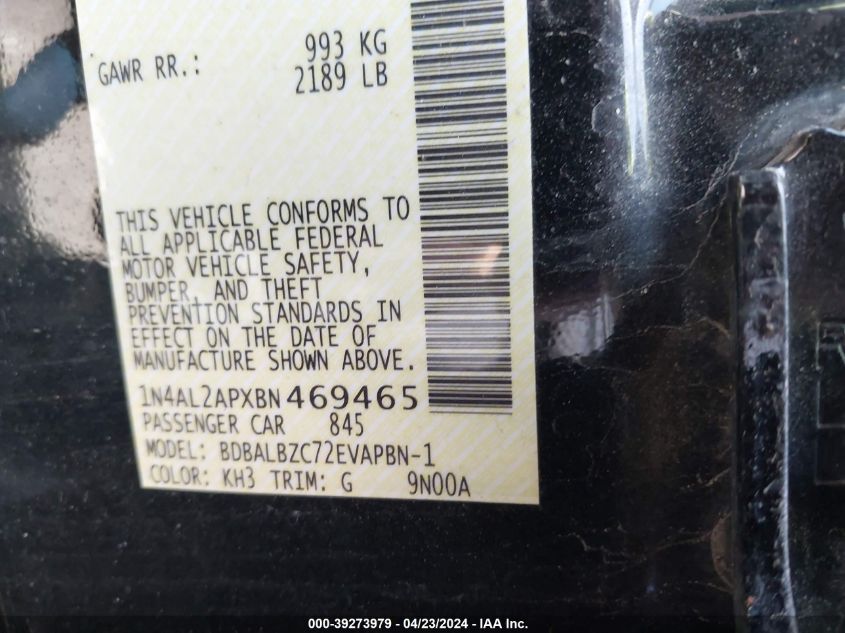 GAWR RR.: 993 KG
2189 LB
THIS VEHICLE CONFORMS TO
ALL APPLICABLE FEDERAL
MOTOR VEHICLE SAFETY,
BUMPER, AND THEFT
PREVENTION STANDARDS IN
EFFECT ON THE DATE OF
MANUFACTURE SHOWN ABOVE.
1N4AL2APXBN469465
PASSENGER CAR 845
MODEL: BDBALBZC72EVAPBN-1
COLOR: KH3 TRIM: G 9N00A
000-39273979 - 04/23/2024 - IAA Inc.